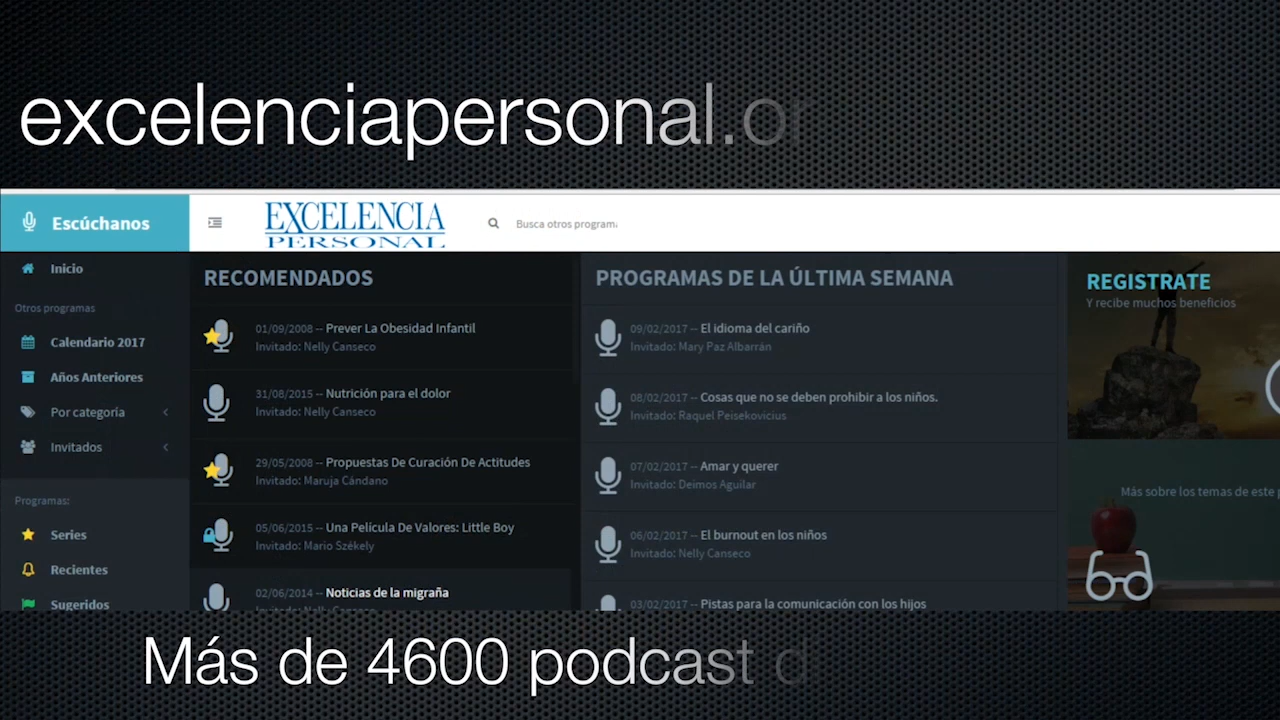 excelenciapersonal.o
Escúchanos
EXCELENCIA
PERSONAL
Busca otros programa
Inicio
Otros programas
Calendario 2017
Años Anteriores
Por categoría
Invitados
Programas:
Series
Recientes
Sugeridos
RECOMENDADOS
01/09/2008 -- Prever La Obesidad Infantil
Invitado: Nelly Canseco
31/08/2015 -- Nutrición para el dolor
Invitado: Nelly Canseco
29/05/2008 -- Propuestas De Curación De Actitudes
Invitado: Maruja Cándano
05/06/2015 -- Una Película De Valores: Little Boy
Invitado: Mario Székely
02/06/2014 -- Noticias de la migraña
Invitado: Nelly Canseco
PROGRAMAS DE LA ÚLTIMA SEMANA
09/02/2017 -- El idioma del cariño
Invitado: Mary Paz Albarrán
08/02/2017 -- Cosas que no se deben prohibir a los niños.
Invitado: Raquel Peisekovicius
07/02/2017 -- Amar y querer
Invitado: Deimos Aguilar
06/02/2017 -- El burnout en los niños
Invitado: Nelly Canseco
03/02/2017 -- Pistas para la comunicación con los hijos
REGISTRATE
Y recibe muchos beneficios
Más sobre los temas de este
Más de 4600 podcast d